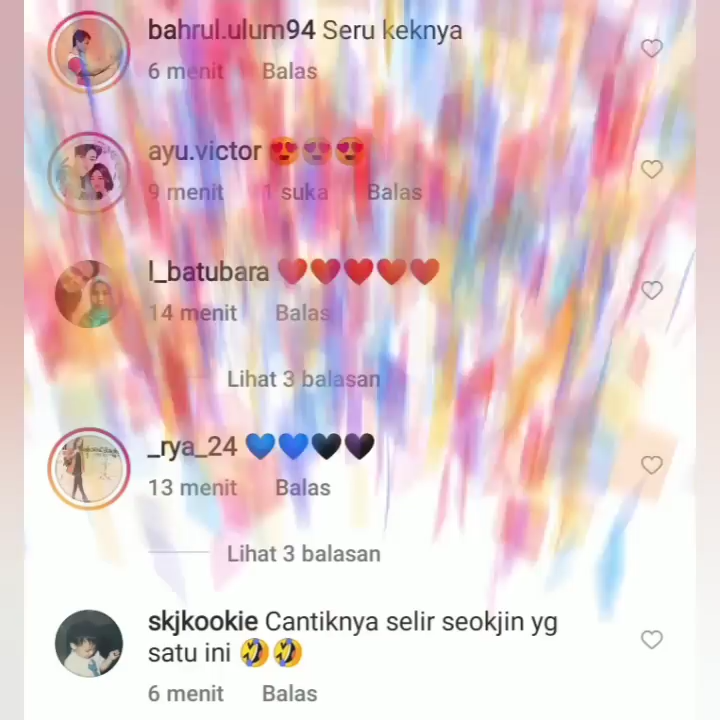 bahrul.ulum94 Seru keknya
6 menit Balas
ayu.victor 😍😍😍
9 menit 1 suka Balas
l_batubara ❤️❤️❤️❤️❤️
14 menit Balas
Lihat 3 balasan
_rya_24 💙💙🖤🖤
13 menit Balas
Lihat 3 balasan
skjkookie Cantiknya selir seokjin yg
satu ini 🤣🤣
6 menit Balas